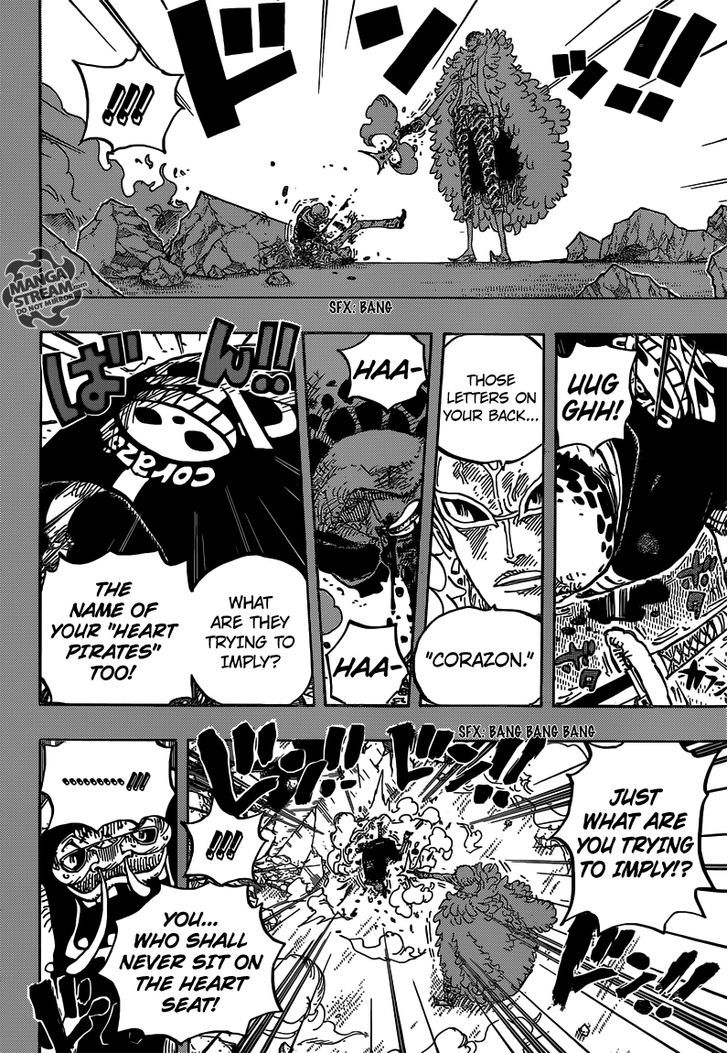 ドンッ!!
!!!
MANGA
STREAM.com
DO NOT MIRROR
SFX: BANG
UUG
GHH!
THOSE
LETTERS ON
YOUR BACK...
"CORAZON."
HAA-
HAA-
ばん!!
corazo
WHAT
ARE THEY
TRYING TO
IMPLY?
THE
NAME OF
YOUR "HEART
PIRATES"
TOO!
SFX: BANG BANG BANG
JUST
WHAT ARE
YOU TRYING
TO IMPLY!?
ドン!!
ドン!!
ドン!!
!!!
............!!!
YOU...
WHO SHALL
NEVER SIT ON
THE HEART
SEAT!